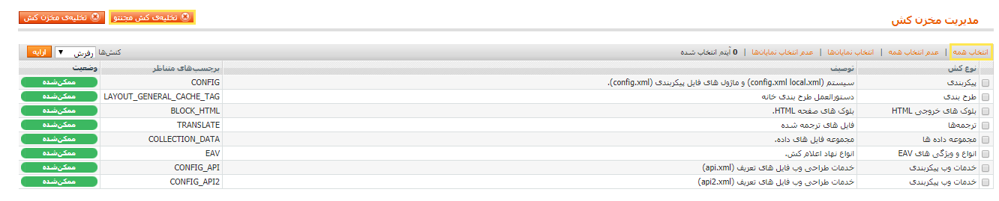 مدیریت مخزن کش
تخلیه‌ی کش مجنتو
تخلیه‌ی مخزن کش
انتخاب همه | عدم انتخاب همه | انتخاب نمایان‌ها | عدم انتخاب نمایان‌ها | 0 آیتم انتخاب شده
کنش‌ها رفرش ارایه
نوع کش توصیف برچسب‌های متناظر وضعیت
پیکربندی سیستم (config.xml local.xml) و ماژول های فایل پیکربندی (config.xml). CONFIG ممکن‌شده
طرح بندی دستورالعمل طرح بندی خانه LAYOUT_GENERAL_CACHE_TAG ممکن‌شده
بلوک های خروجی HTML بلوک های صفحه HTML. BLOCK_HTML ممکن‌شده
ترجمه‌ها فایل های ترجمه شده TRANSLATE ممکن‌شده
مجموعه داده ها مجموعه فایل های داده. COLLECTION_DATA ممکن‌شده
انواع و ویژگی های EAV انواع نهاد اعلام کش. EAV ممکن‌شده
خدمات وب پیکربندی خدمات طراحی وب فایل های تعریف (api.xml) CONFIG_API ممکن‌شده
خدمات وب پیکربندی خدمات طراحی وب فایل های تعریف (api2.xml) CONFIG_API2 ممکن‌شده